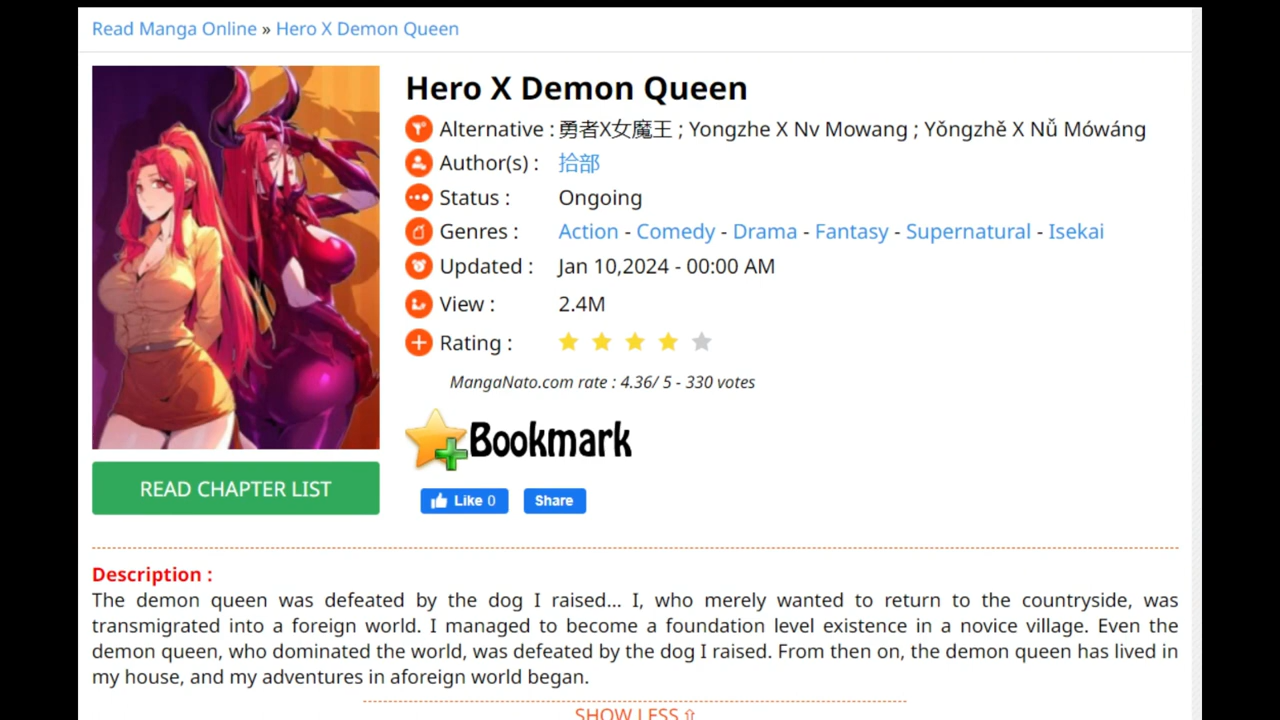 Read Manga Online » Hero X Demon Queen
Hero X Demon Queen
Alternative : 勇者X女魔王 ; Yongzhe X Nv Mowang ; Yǒngzhě X Nǚ Mówáng
Author(s) : 拾部
Status : Ongoing
Genres : Action - Comedy - Drama - Fantasy - Supernatural - Isekai
Updated : Jan 10,2024 - 00:00 AM
View : 2.4M
Rating :
MangaNato.com rate : 4.36/ 5 - 330 votes
Bookmark
Like 0 Share
READ CHAPTER LIST
Description :
The demon queen was defeated by the dog I raised... I, who merely wanted to return to the countryside, was
transmigrated into a foreign world. I managed to become a foundation level existence in a novice village. Even the
demon queen, who dominated the world, was defeated by the dog I raised. From then on, the demon queen has lived in
my house, and my adventures in aforeign world began.
SHOW LESS ⇧